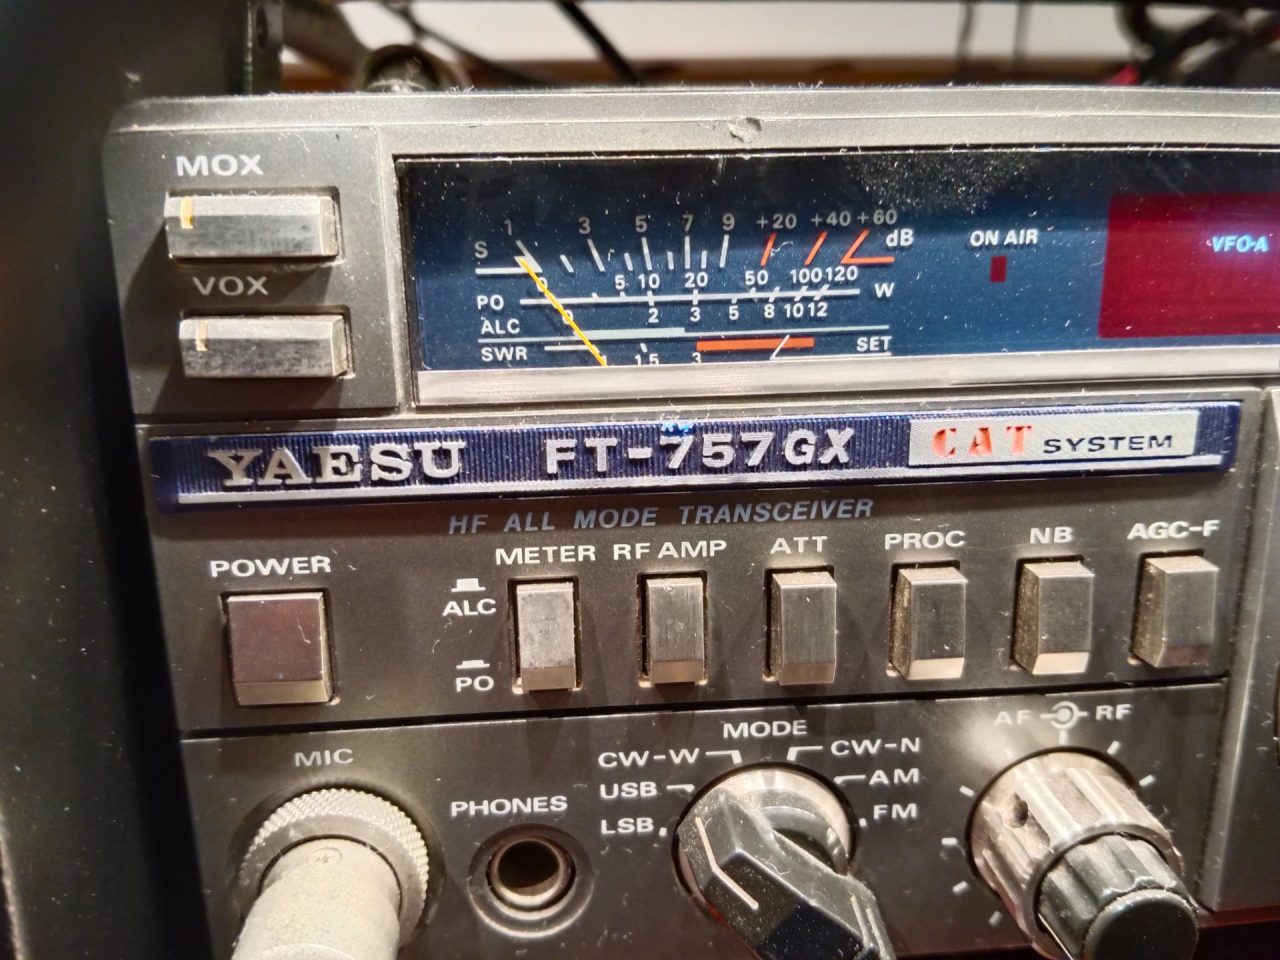 MOX
VOX
S 1 3 5 7 9 +20 +40 +60 dB
0 5 10 20 50 100 120 W
PO
0 2 3 5 8 10 12
ALC
SWR 1 1.5 3 SET
ON AIR
VFO-A
YAESU FT-757GX CAT SYSTEM
HF ALL MODE TRANSCEIVER
POWER
METER RF AMP ATT PROC NB AGC-F
ALC
PO
MIC
PHONES
MODE
CW-W CW-N
USB AM
LSB FM
AF RF